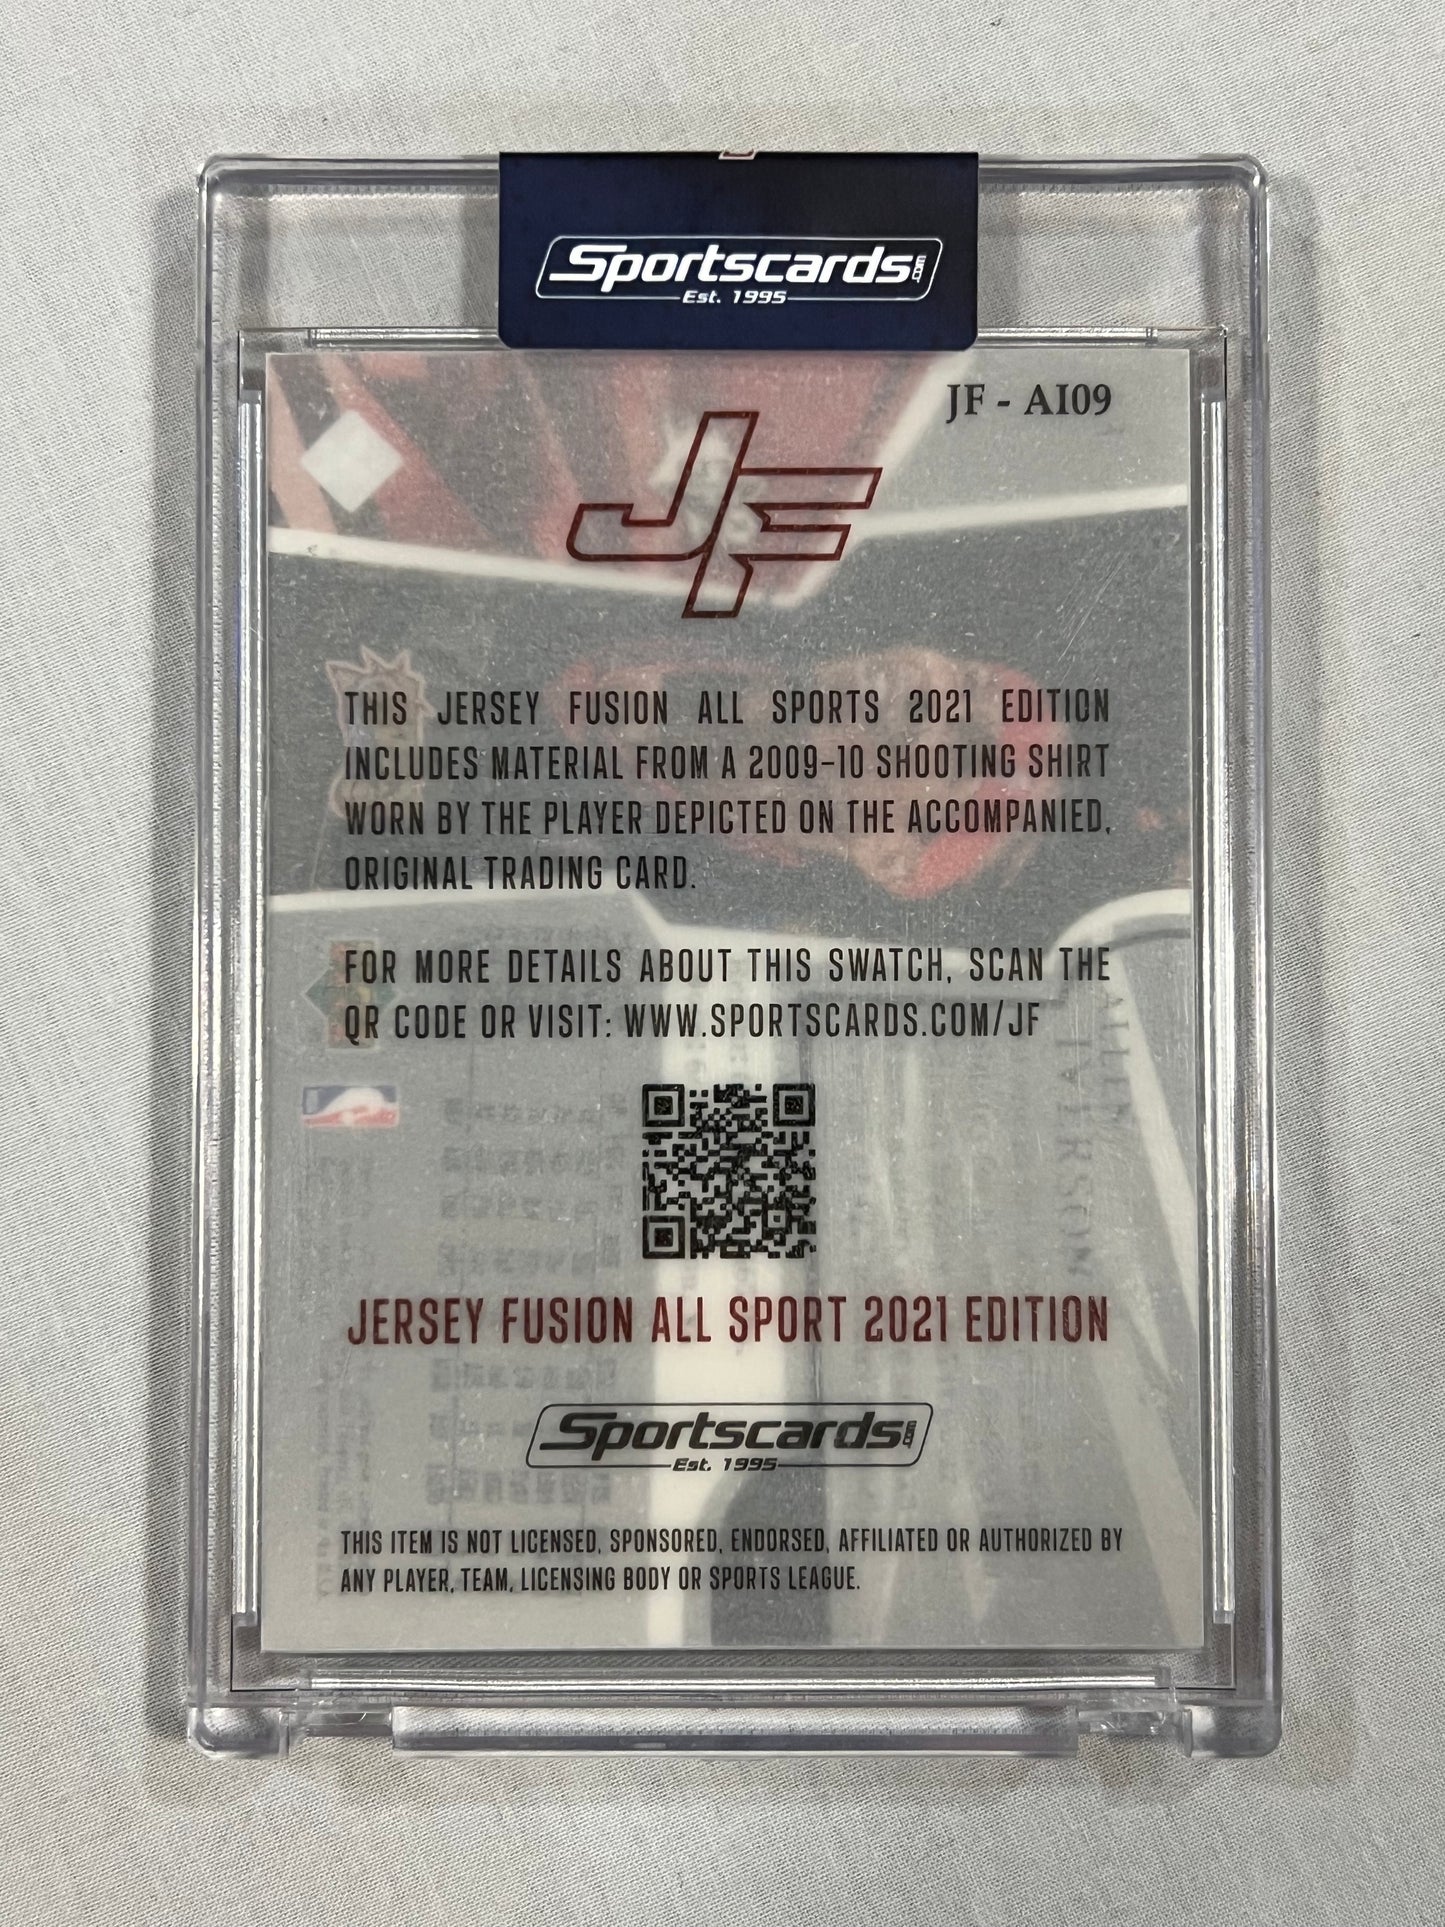 Sportscards.com
Est. 1995
JF - AI09
JF
THIS JERSEY FUSION ALL SPORTS 2021 EDITION
INCLUDES MATERIAL FROM A 2009-10 SHOOTING SHIRT
WORN BY THE PLAYER DEPICTED ON THE ACCOMPANIED,
ORIGINAL TRADING CARD.
FOR MORE DETAILS ABOUT THIS SWATCH, SCAN THE
QR CODE OR VISIT: WWW.SPORTSCARDS.COM/JF
JERSEY FUSION ALL SPORT 2021 EDITION
Sportscards.com
Est. 1995
THIS ITEM IS NOT LICENSED, SPONSORED, ENDORSED, AFFILIATED OR AUTHORIZED BY
ANY PLAYER, TEAM, LICENSING BODY OR SPORTS LEAGUE.